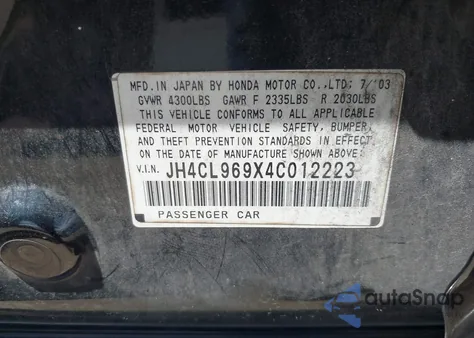 MFD. IN JAPAN BY HONDA MOTOR CO., LTD: 7/'03
GVWR 4300LBS GAWR F 2335LBS R 2030LBS
THIS VEHICLE CONFORMS TO ALL APPLICABLE
FEDERAL MOTOR VEHICLE SAFETY, BUMPER,
AND THEFT PREVENTION STANDARDS IN
EFFECT ON THE DATE OF MANUFACTURE SHOWN ABOVE.
V.I.N. JH4CL969X4C012223
PASSENGER CAR
autoSnap